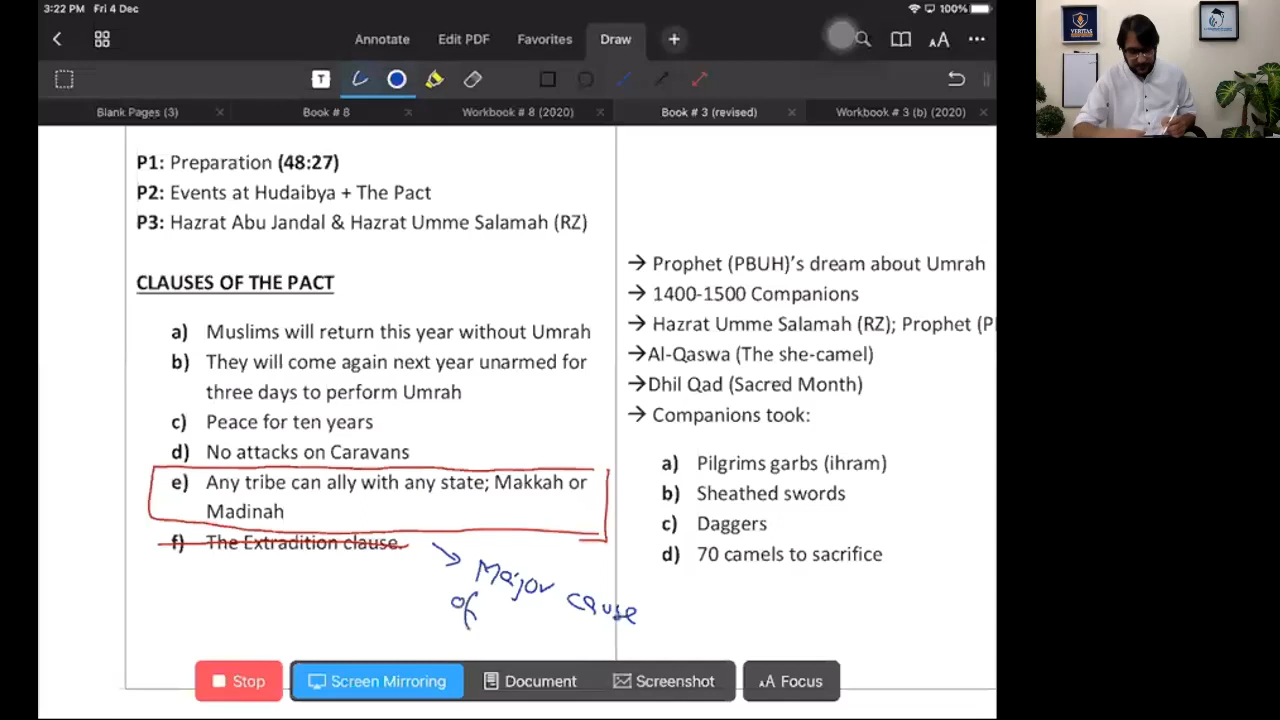 3:22 PM Fri 4 Dec
100%
Annotate Edit PDF Favorites Draw
T
AA
Blank Pages (3) Book # 8 Workbook # 8 (2020) Book # 3 (revised) Workbook # 3 (b) (2020)
P1: Preparation (48:27)
P2: Events at Hudaibya + The Pact
P3: Hazrat Abu Jandal & Hazrat Umme Salamah (RZ)
CLAUSES OF THE PACT
a) Muslims will return this year without Umrah
b) They will come again next year unarmed for
three days to perform Umrah
c) Peace for ten years
d) No attacks on Caravans
e) Any tribe can ally with any state; Makkah or
Madinah
f) The Extradition clause.
Major cause
of
→ Prophet (PBUH)'s dream about Umrah
→ 1400-1500 Companions
→ Hazrat Umme Salamah (RZ); Prophet (P
→Al-Qaswa (The she-camel)
→Dhil Qad (Sacred Month)
→ Companions took:
a) Pilgrims garbs (ihram)
b) Sheathed swords
c) Daggers
d) 70 camels to sacrifice
Stop Screen Mirroring Document Screenshot AA Focus
VERITAS